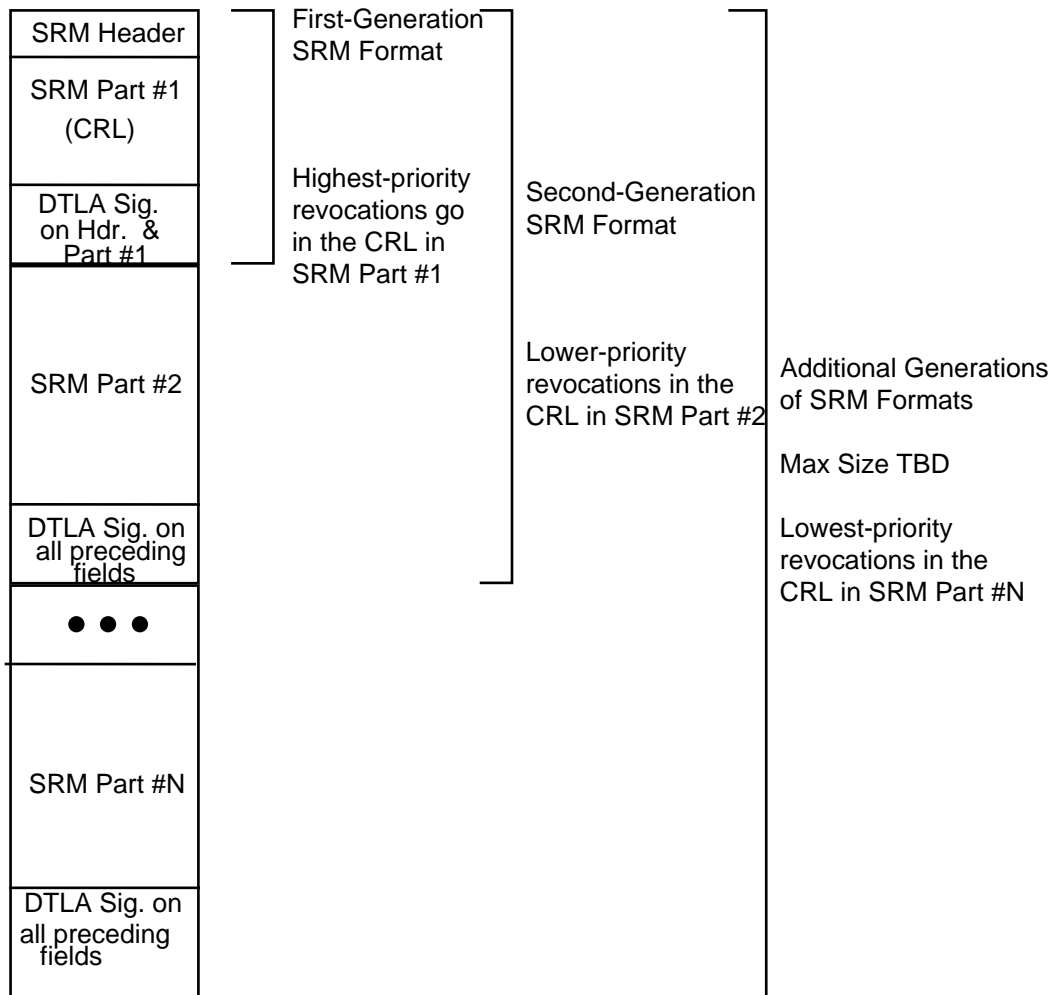 SRM Header
SRM Part #1
(CRL)
DTLA Sig.
on Hdr. &
Part #1
SRM Part #2
DTLA Sig. on
all preceding
fields
● ● ●
SRM Part #N
DTLA Sig. on
all preceding
fields
First-Generation
SRM Format
Highest-priority
revocations go
in the CRL in
SRM Part #1
Second-Generation
SRM Format
Lower-priority
revocations in the
CRL in SRM Part #2
Additional Generations
of SRM Formats
Max Size TBD
Lowest-priority
revocations in the
CRL in SRM Part #N